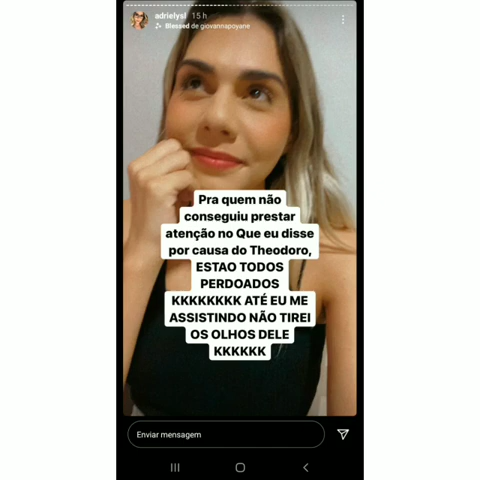 adrielysl 15 h
Blessed de giovannapoyane
Pra quem não
conseguiu prestar
atenção no Que eu disse
por causa do Theodoro,
ESTAO TODOS
PERDOADOS
KKKKKKKK ATÉ EU ME
ASSISTINDO NÃO TIREI
OS OLHOS DELE
KKKKKK
Enviar mensagem